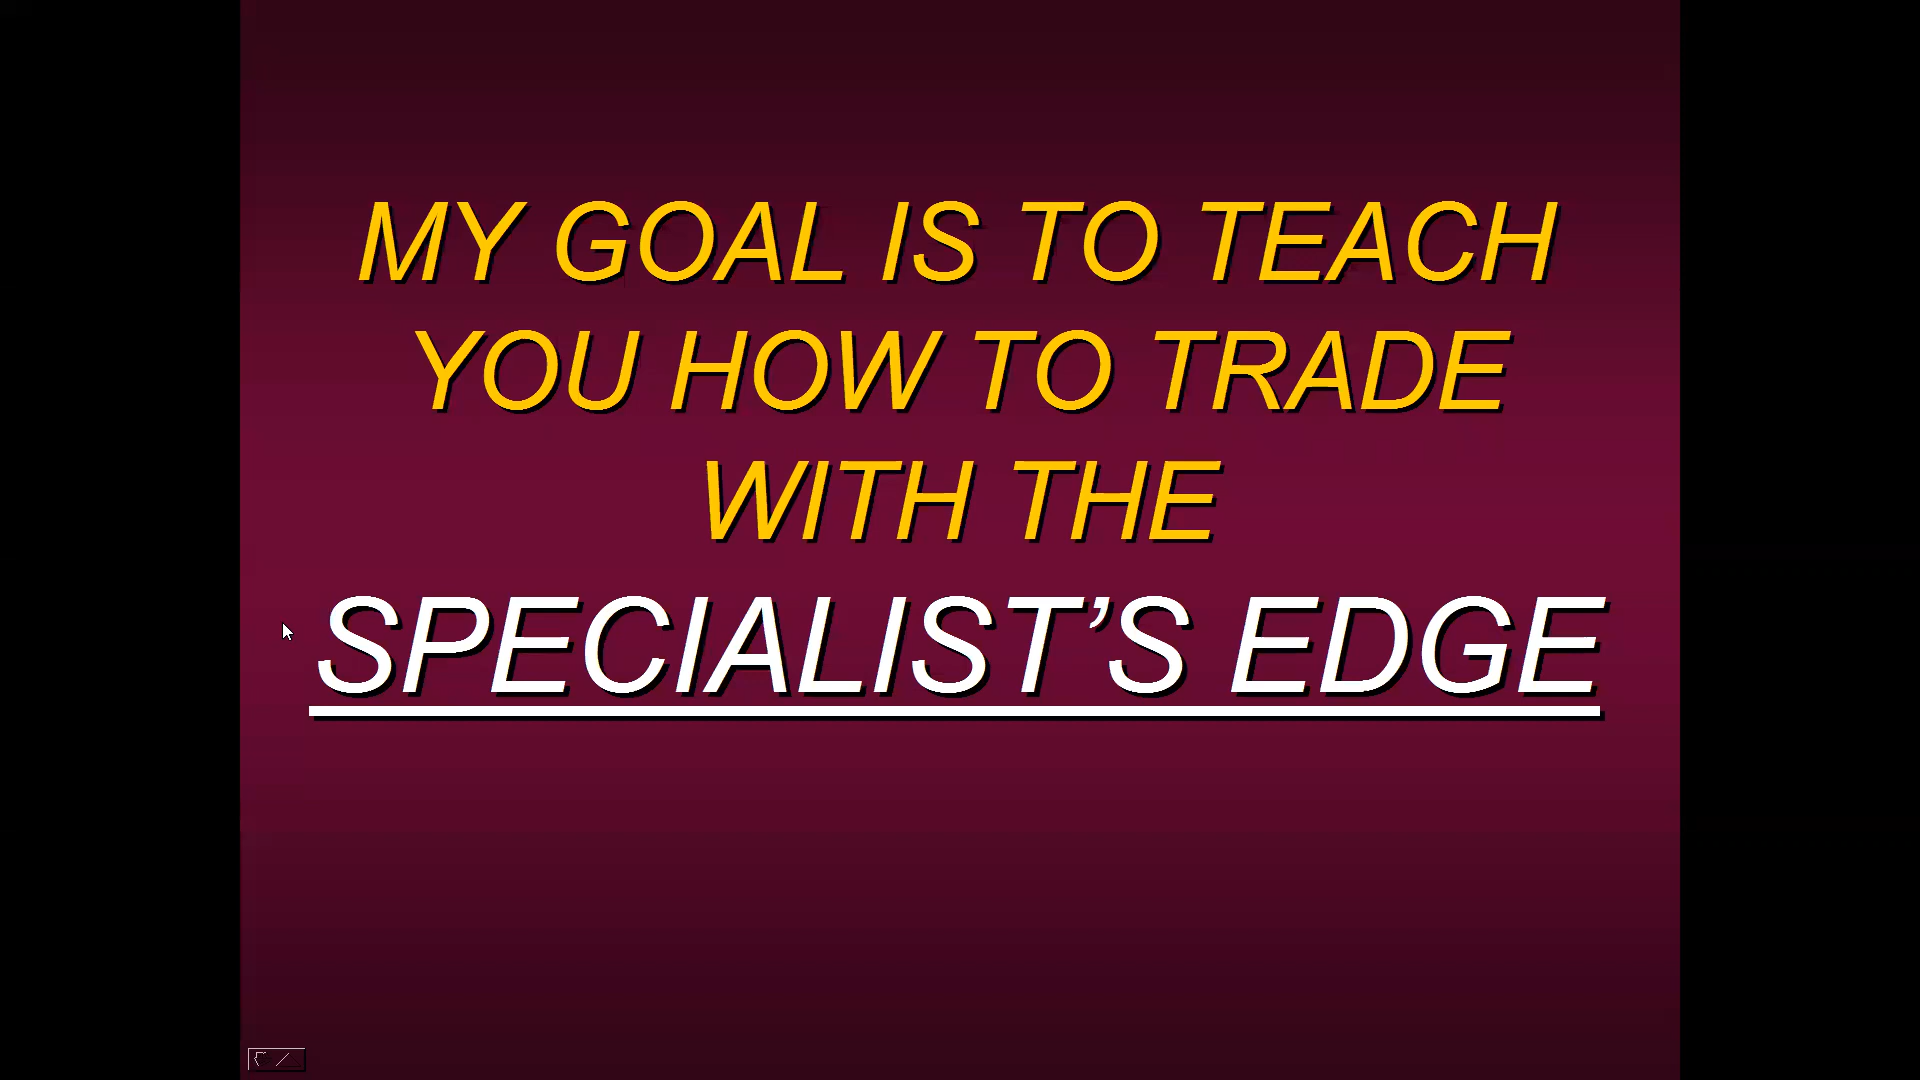 MY GOAL IS TO TEACH
YOU HOW TO TRADE
WITH THE
SPECIALIST’S EDGE